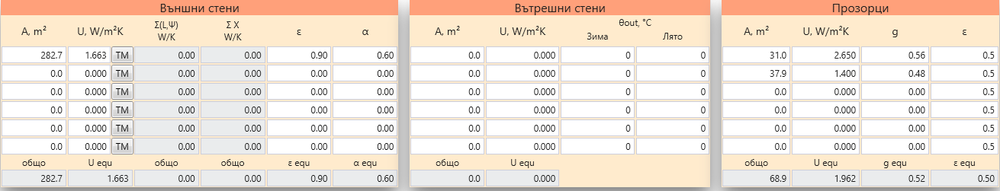 Външни стени Вътрешни стени Прозорци
A, m² U, W/m²K Σ(L,Ψ) W/K Σ X W/K ε α A, m² U, W/m²K θout, °C Зима Лято A, m² U, W/m²K g ε
282.7 1.663 TM 0.00 0.00 0.90 0.60 0.0 0.000 0 0 31.0 2.650 0.56 0.5
0.0 0.000 TM 0.00 0.00 0.00 0.00 0.0 0.000 0 0 37.9 1.400 0.48 0.5
0.0 0.000 TM 0.00 0.00 0.00 0.00 0.0 0.000 0 0 0.0 0.000 0.00 0.5
0.0 0.000 TM 0.00 0.00 0.00 0.00 0.0 0.000 0 0 0.0 0.000 0.00 0.5
0.0 0.000 TM 0.00 0.00 0.00 0.00 0.0 0.000 0 0 0.0 0.000 0.00 0.5
0.0 0.000 TM 0.00 0.00 0.00 0.00 0.0 0.000 0 0 0.0 0.000 0.00 0.5
общо U equ общо общо ε equ α equ общо U equ общо U equ g equ ε equ
282.7 1.663 0.00 0.00 0.90 0.60 0.0 0.000 68.9 1.962 0.52 0.50